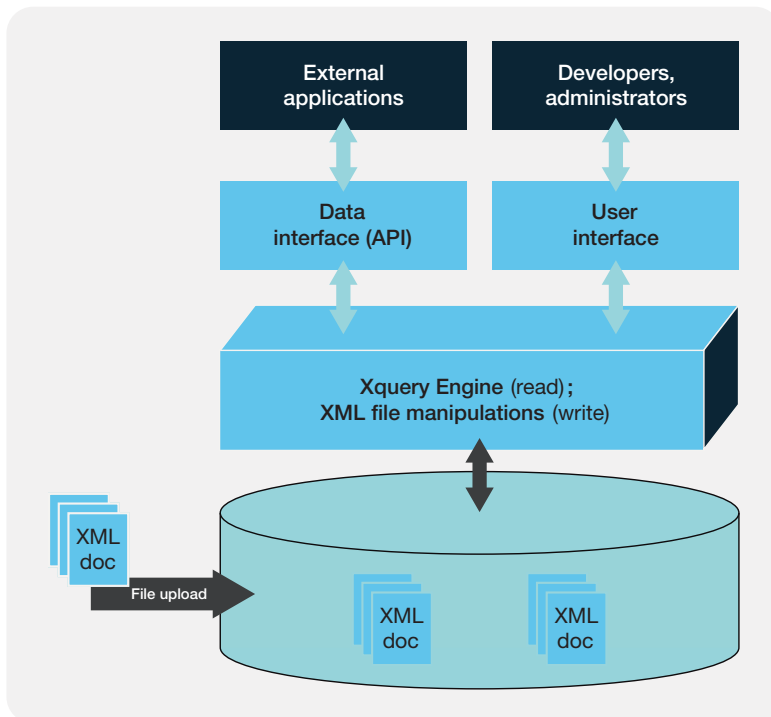 External
applications
Developers,
administrators
Data
interface (API)
User
interface
Xquery Engine (read) ;
XML file manipulations (write)
XML
doc
File upload
XML
doc
XML
doc